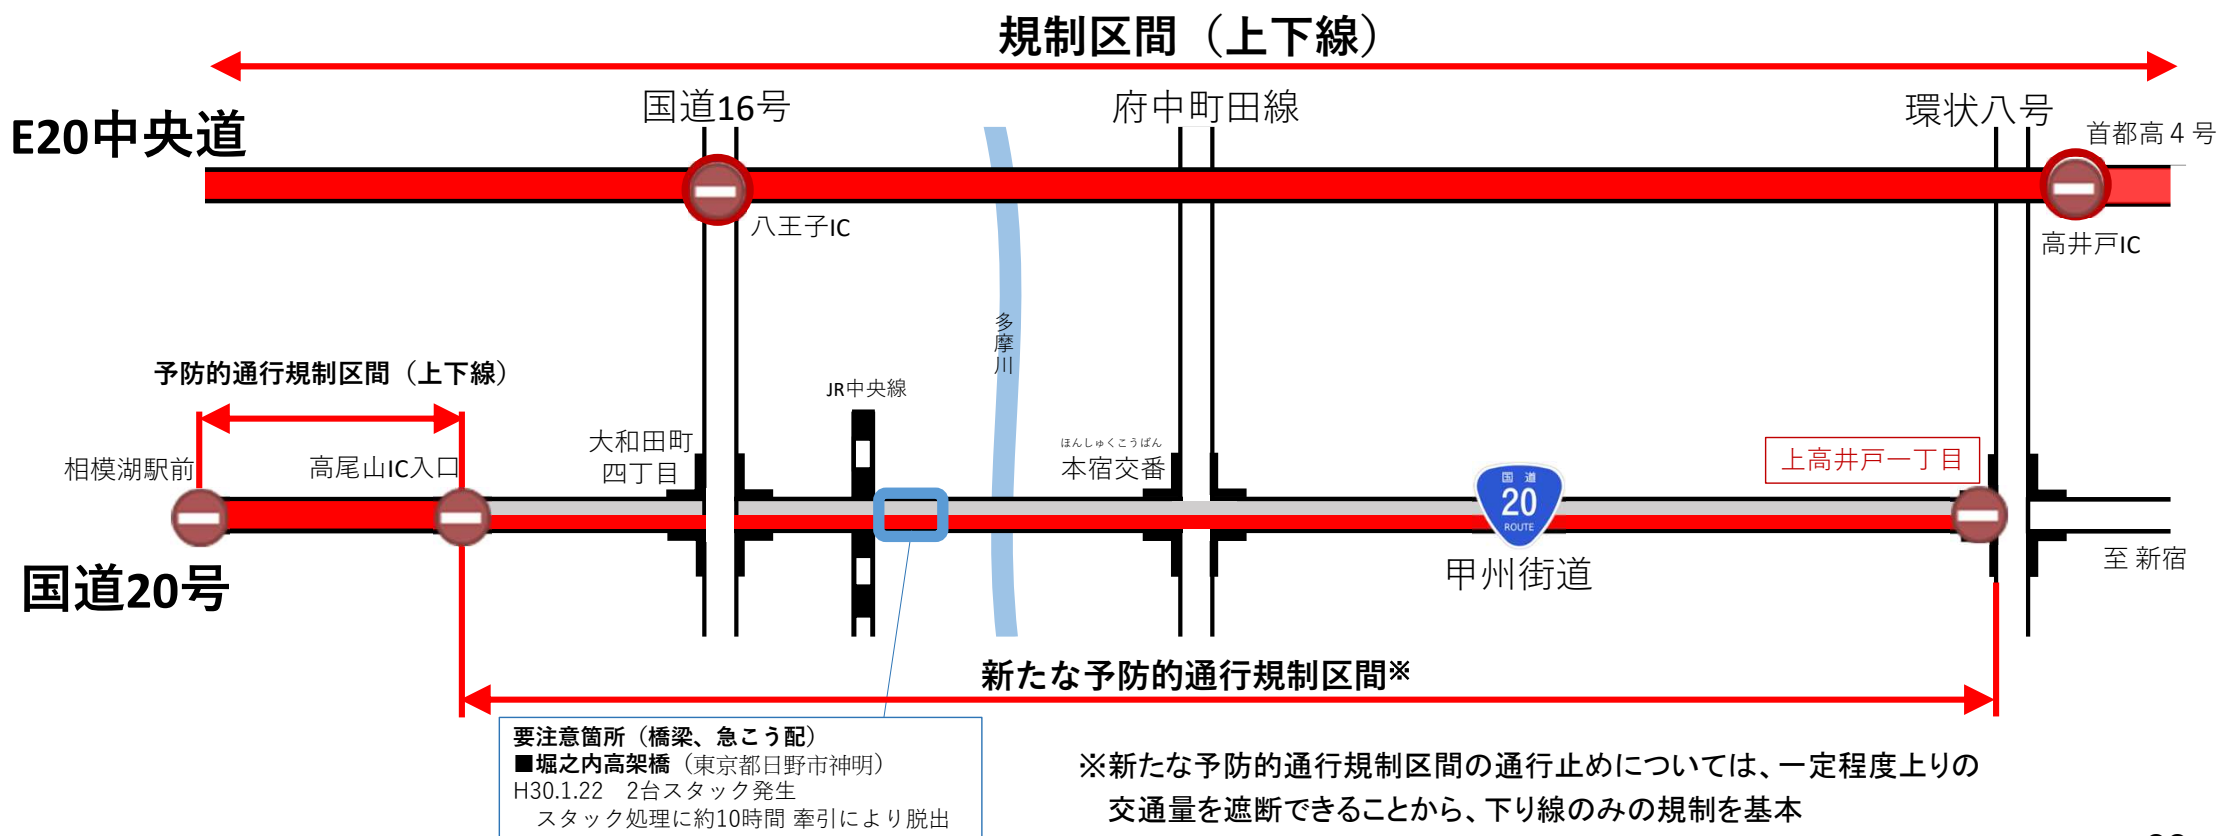 規制区間（上下線）
E20中央道
国道16号
府中町田線
環状八号
首都高４号
八王子IC
高井戸IC
多摩川
予防的通行規制区間（上下線）
JR中央線
相模湖駅前
高尾山IC入口
大和田町
四丁目
ほんしゅくこうばん
本宿交番
国道
20
ROUTE
上高井戸一丁目
国道20号
甲州街道
至 新宿
新たな予防的通行規制区間※
要注意箇所（橋梁、急こう配）
■堀之内高架橋（東京都日野市神明）
H30.1.22　2台スタック発生
スタック処理に約10時間 牽引により脱出
※新たな予防的通行規制区間の通行止めについては、一定程度上りの
交通量を遮断できることから、下り線のみの規制を基本